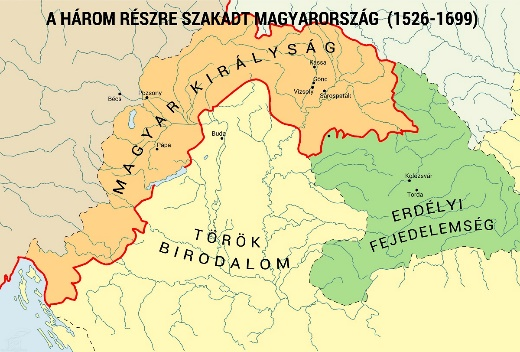 A HÁROM RÉSZRE SZAKADT MAGYARORSZÁG (1526-1699)
MAGYAR KIRÁLYSÁG
Kassa
Gönc
Vizsoly
Sárospatak
Bécs
Pozsony
Pápa
Buda
Kolozsvár
Torda
ERDÉLYI
FEJEDELEMSÉG
TÖRÖK
BIRODALOM